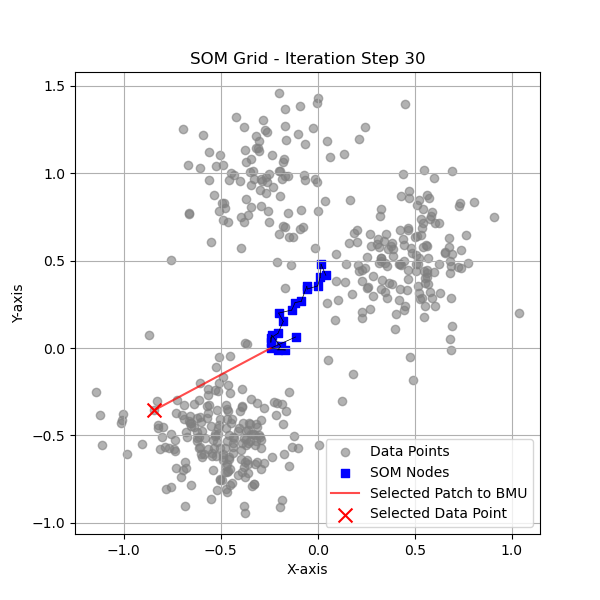 SOM Grid - Iteration Step 30
1.5
1.0
0.5
0.0
−0.5
−1.0
Y-axis
−1.0
−0.5
0.0
0.5
1.0
X-axis
Data Points
SOM Nodes
Selected Patch to BMU
Selected Data Point